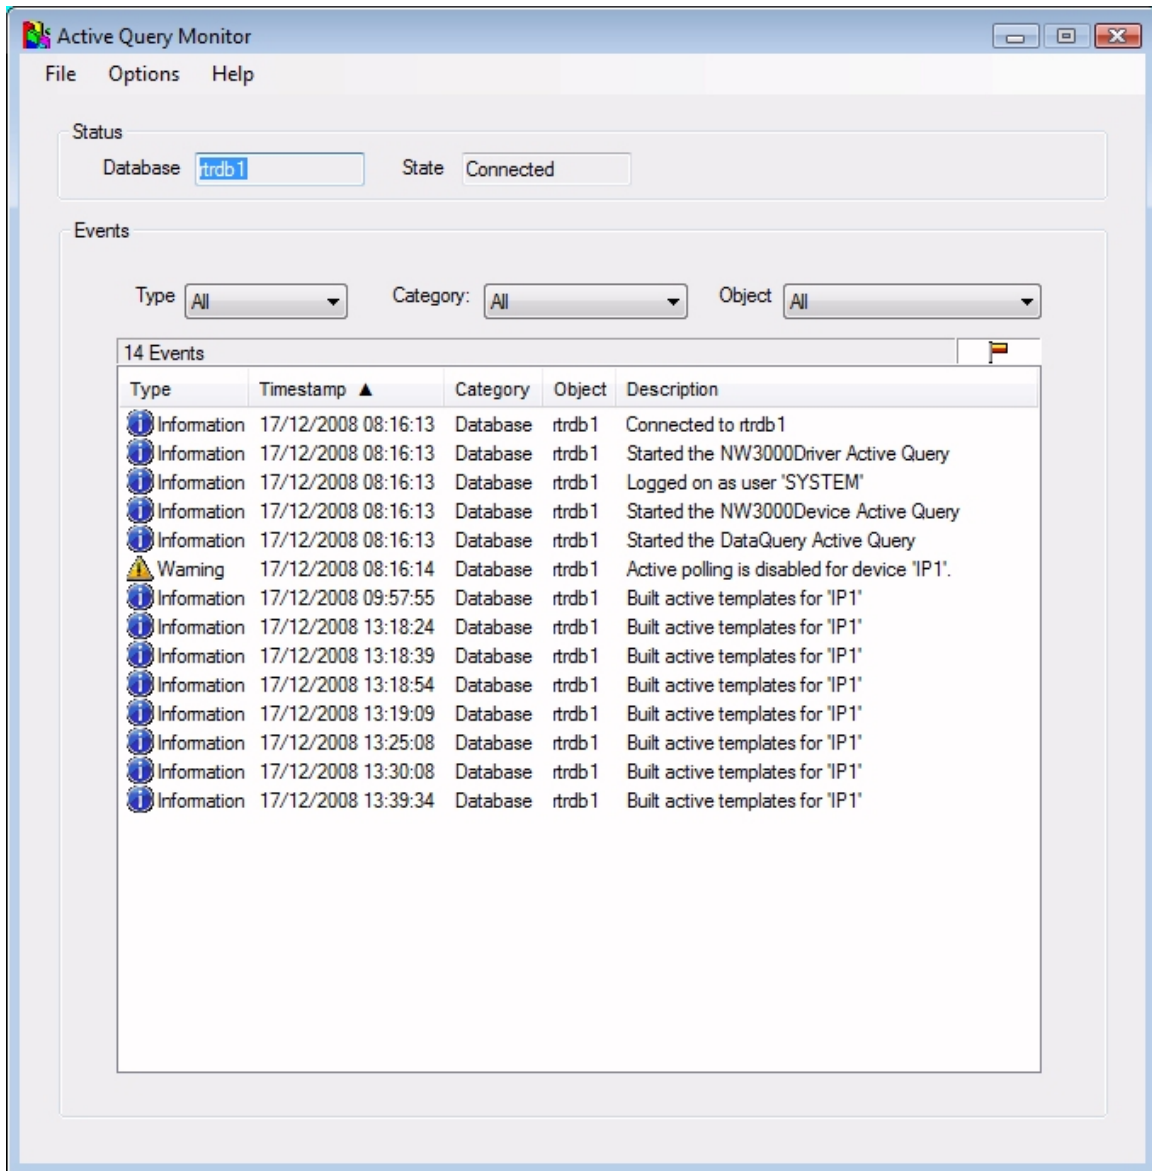 Active Query Monitor
File Options Help
Status
Database rtrdb1 State Connected
Events
Type All Category: All Object All
14 Events
Type Timestamp ▲ Category Object Description
Information 17/12/2008 08:16:13 Database rtrdb1 Connected to rtrdb1
Information 17/12/2008 08:16:13 Database rtrdb1 Started the NW3000Driver Active Query
Information 17/12/2008 08:16:13 Database rtrdb1 Logged on as user 'SYSTEM'
Information 17/12/2008 08:16:13 Database rtrdb1 Started the NW3000Device Active Query
Information 17/12/2008 08:16:13 Database rtrdb1 Started the DataQuery Active Query
Warning 17/12/2008 08:16:14 Database rtrdb1 Active polling is disabled for device 'IP1'.
Information 17/12/2008 09:57:55 Database rtrdb1 Built active templates for 'IP1'
Information 17/12/2008 13:18:24 Database rtrdb1 Built active templates for 'IP1'
Information 17/12/2008 13:18:39 Database rtrdb1 Built active templates for 'IP1'
Information 17/12/2008 13:18:54 Database rtrdb1 Built active templates for 'IP1'
Information 17/12/2008 13:19:09 Database rtrdb1 Built active templates for 'IP1'
Information 17/12/2008 13:25:08 Database rtrdb1 Built active templates for 'IP1'
Information 17/12/2008 13:30:08 Database rtrdb1 Built active templates for 'IP1'
Information 17/12/2008 13:39:34 Database rtrdb1 Built active templates for 'IP1'